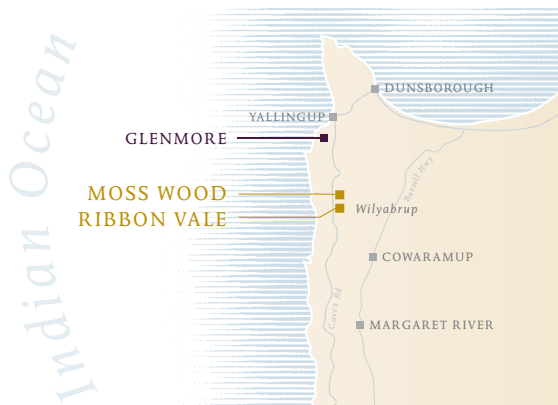 Indian Ocean
DUNSBOROUGH
YALLINGUP
GLENMORE
Bussell Hwy
MOSS WOOD
Wilyabrup
RIBBON VALE
COWARAMUP
Caves Rd
MARGARET RIVER